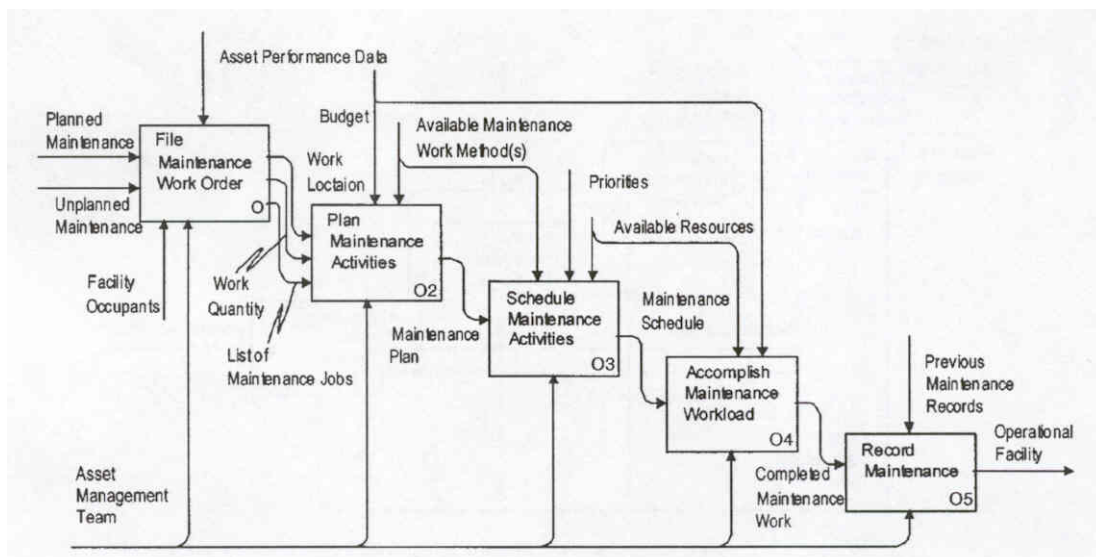 Asset Performance Data
Planned
Maintenance
File
Maintenance
Work Order
O
Unplanned
Maintenance
Budget
Available Maintenance
Work Method(s)
Work
Loctaion
Priorities
Plan
Maintenance
Activities
O2
Available Resources
Facility
Occupants
Work
Quantity
List of
Maintenance Jobs
Maintenance
Plan
Schedule
Maintenance
Activities
O3
Maintenance
Schedule
Accomplish
Maintenance
Workload
O4
Previous
Maintenance
Records
Operational
Facility
Record
Maintenance
O5
Completed
Maintenance
Work
Asset
Management
Team